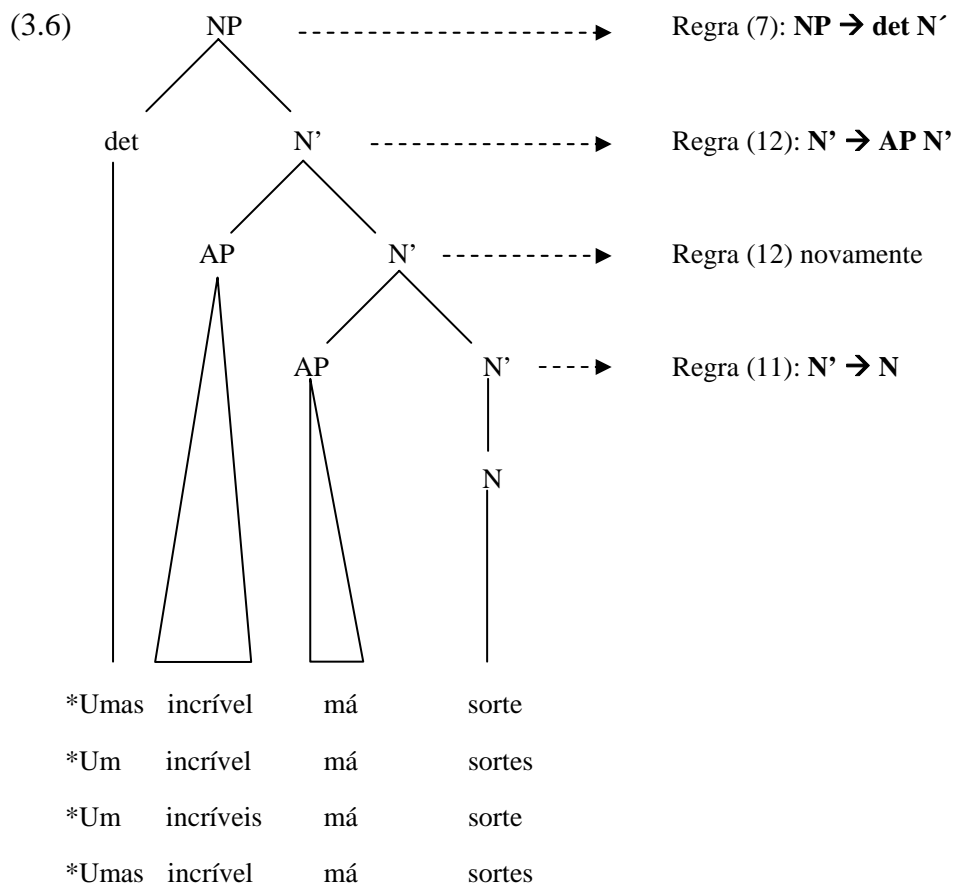 (3.6) NP Regra (7): NP → det N´
det N’ Regra (12): N’ → AP N’
AP N’ Regra (12) novamente
AP N’ Regra (11): N’ → N
N
*Umas incrível má sorte
*Um incrível má sortes
*Um incríveis má sorte
*Umas incrível má sortes